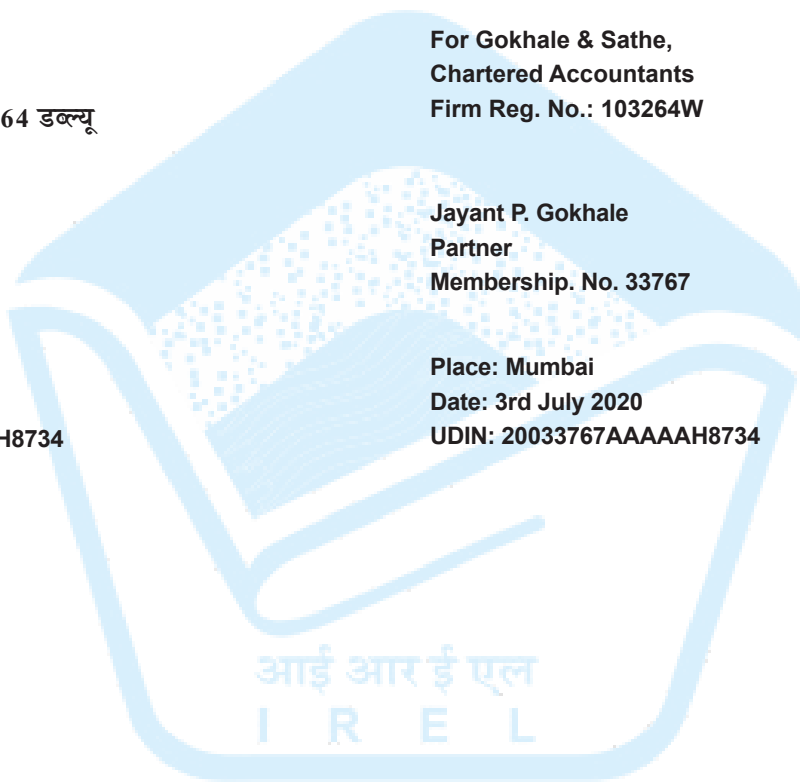 64 डब्ल्यू
H8734
For Gokhale & Sathe,
Chartered Accountants
Firm Reg. No.: 103264W
Jayant P. Gokhale
Partner
Membership. No. 33767
Place: Mumbai
Date: 3rd July 2020
UDIN: 20033767AAAAAH8734
आई आर ई एल
I R E L